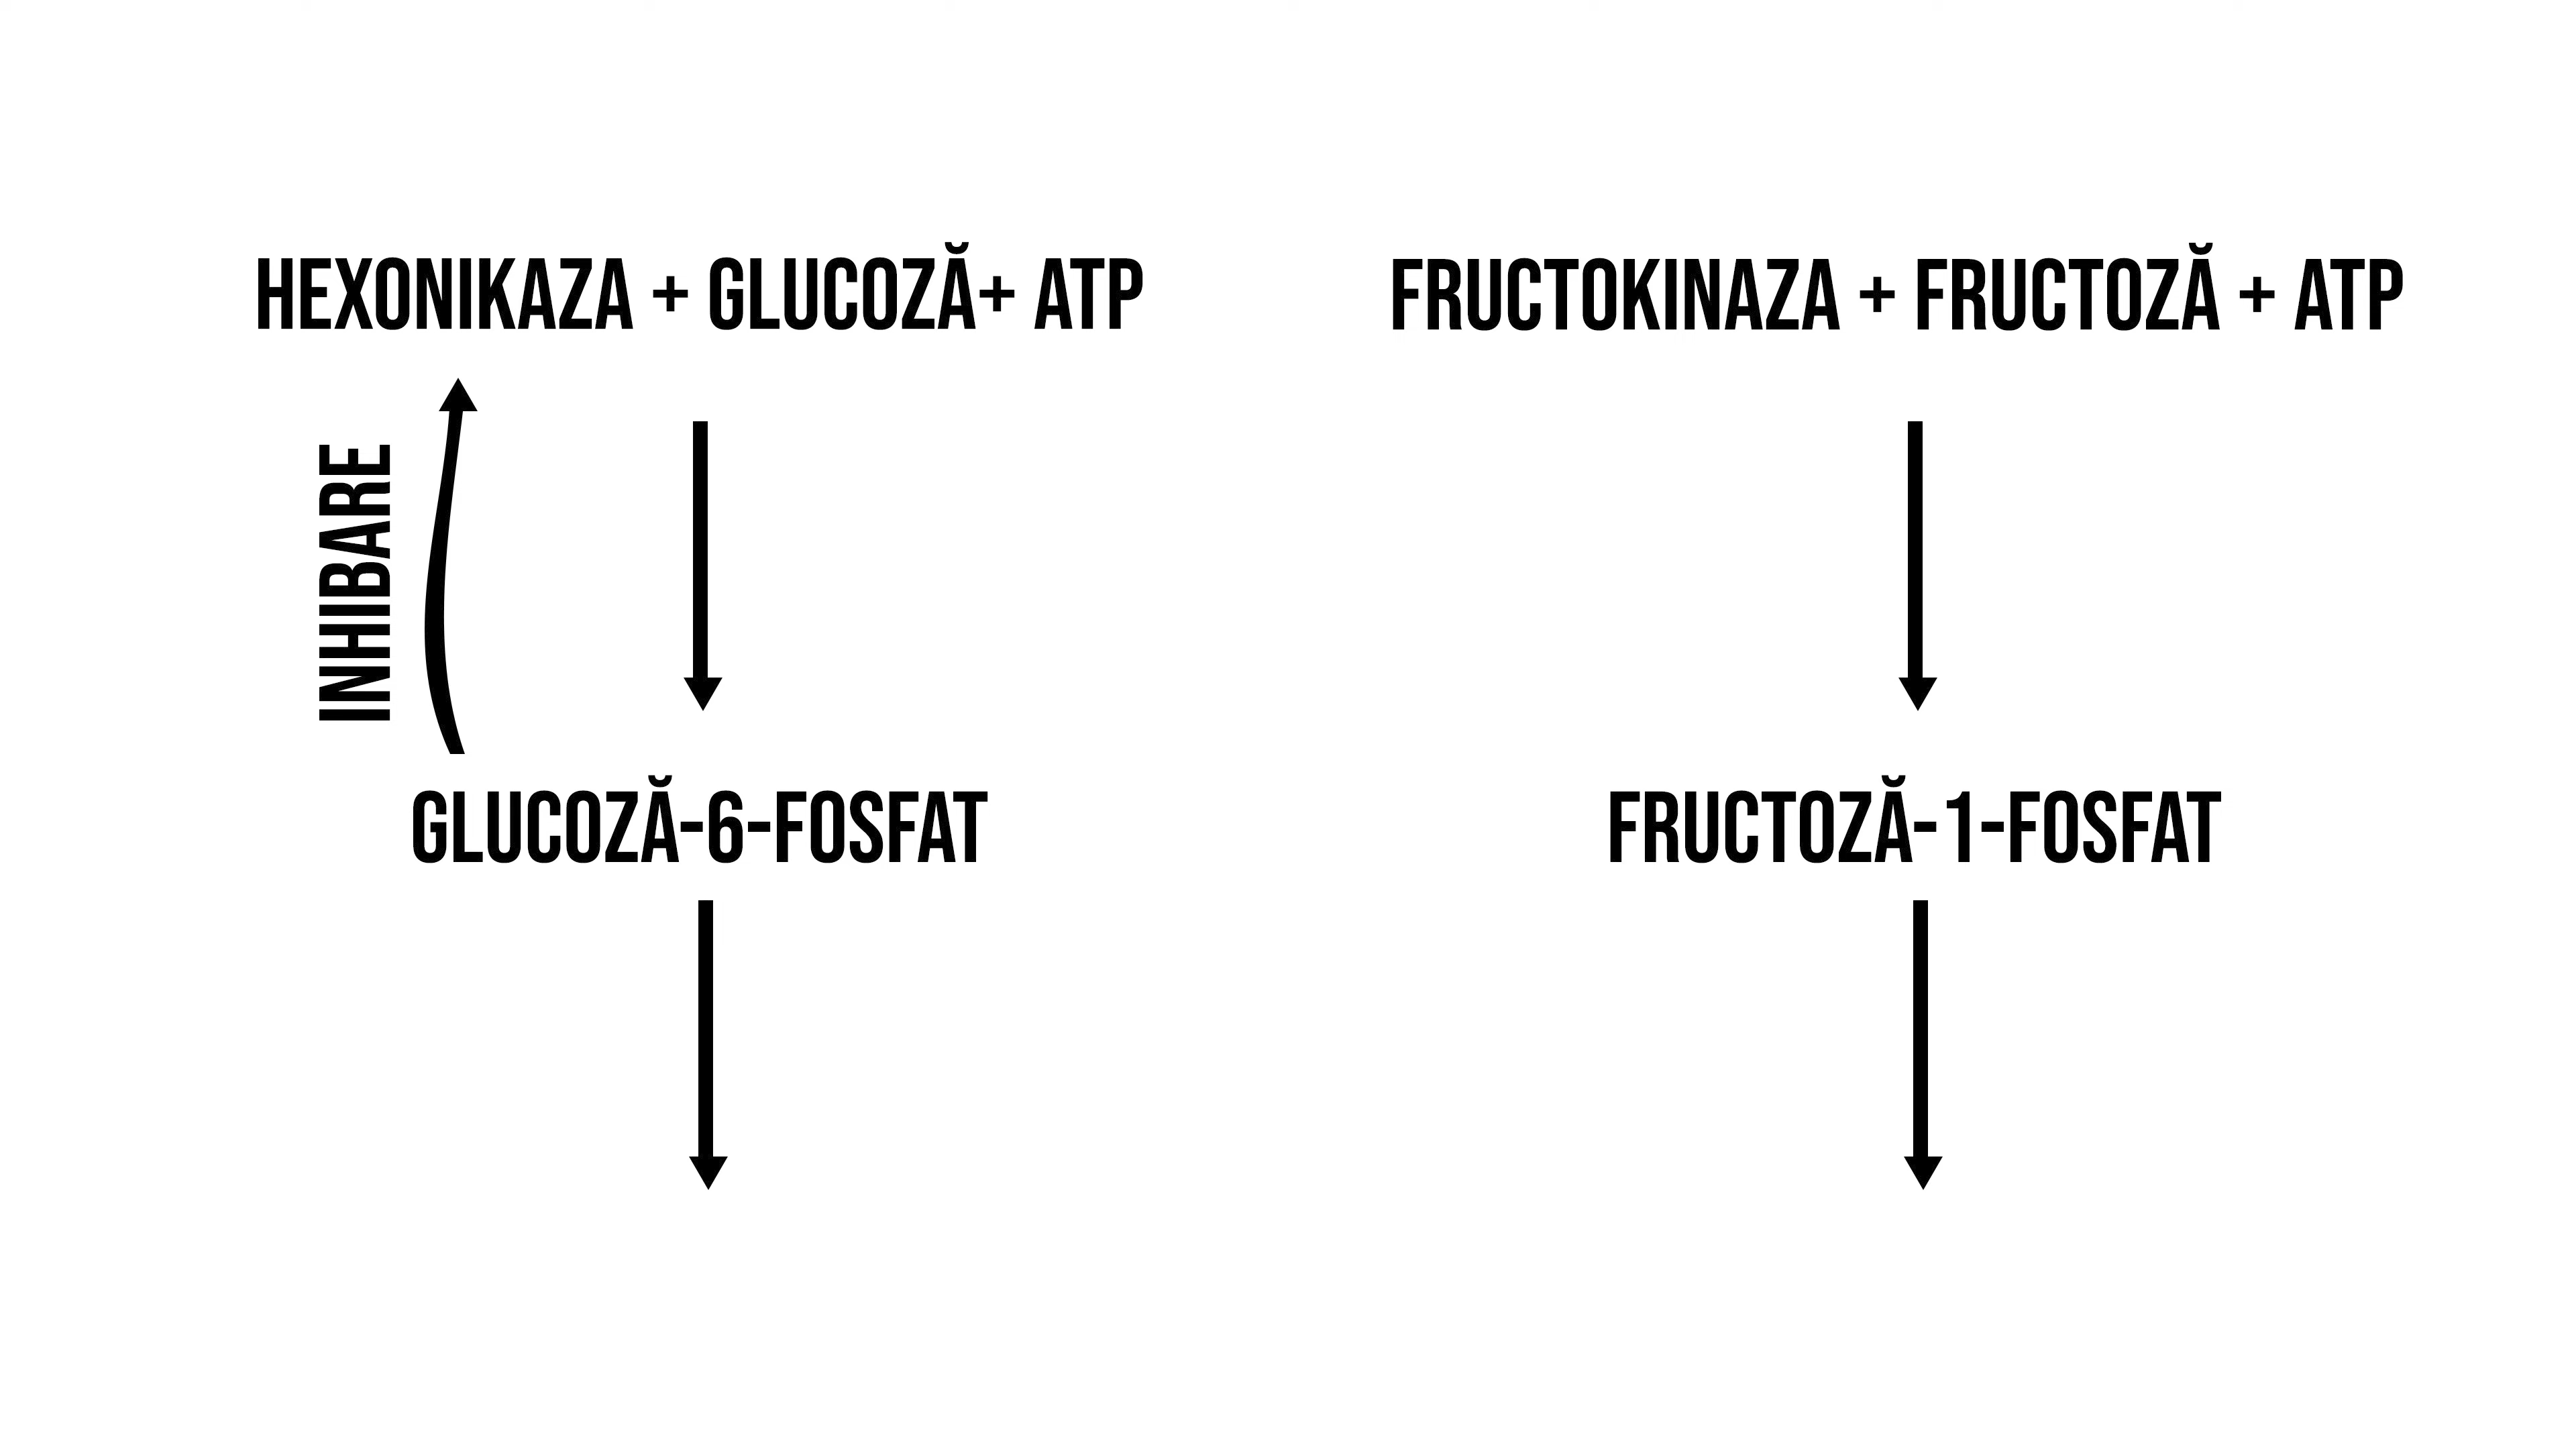 HEXONIKAZA + GLUCOZĂ+ ATP
INHIBARE
GLUCOZĂ-6-FOSFAT
FRUCTOKINAZA + FRUCTOZĂ + ATP
FRUCTOZĂ-1-FOSFAT